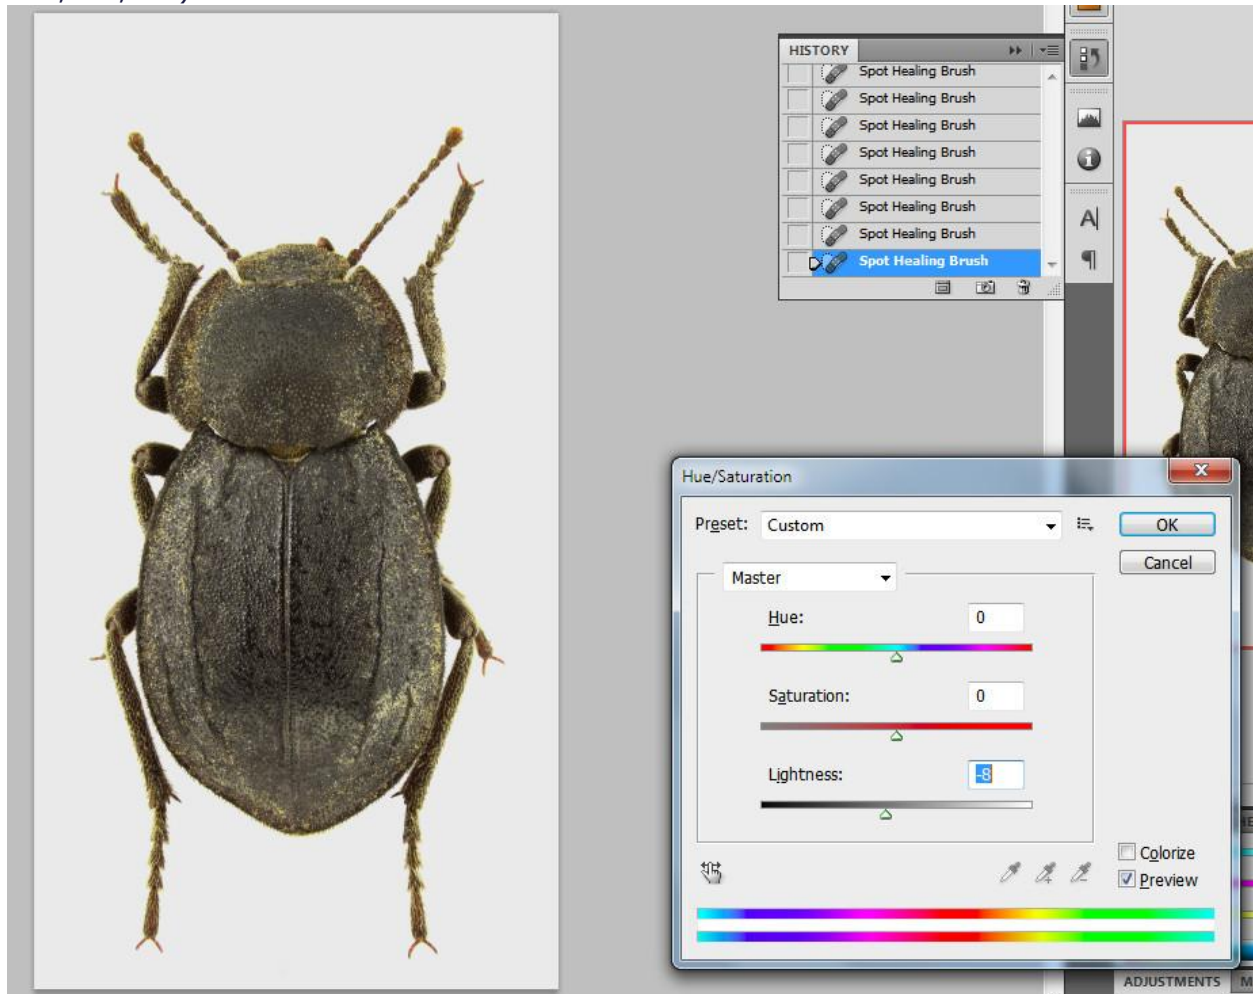 HISTORY
Spot Healing Brush
Spot Healing Brush
Spot Healing Brush
Spot Healing Brush
Spot Healing Brush
Spot Healing Brush
Spot Healing Brush
Spot Healing Brush
A
Hue/Saturation
Preset: Custom
OK
Cancel
Master
Hue: 0
Saturation: 0
Lightness: -8
Colorize
Preview
ADJUSTMENTS M